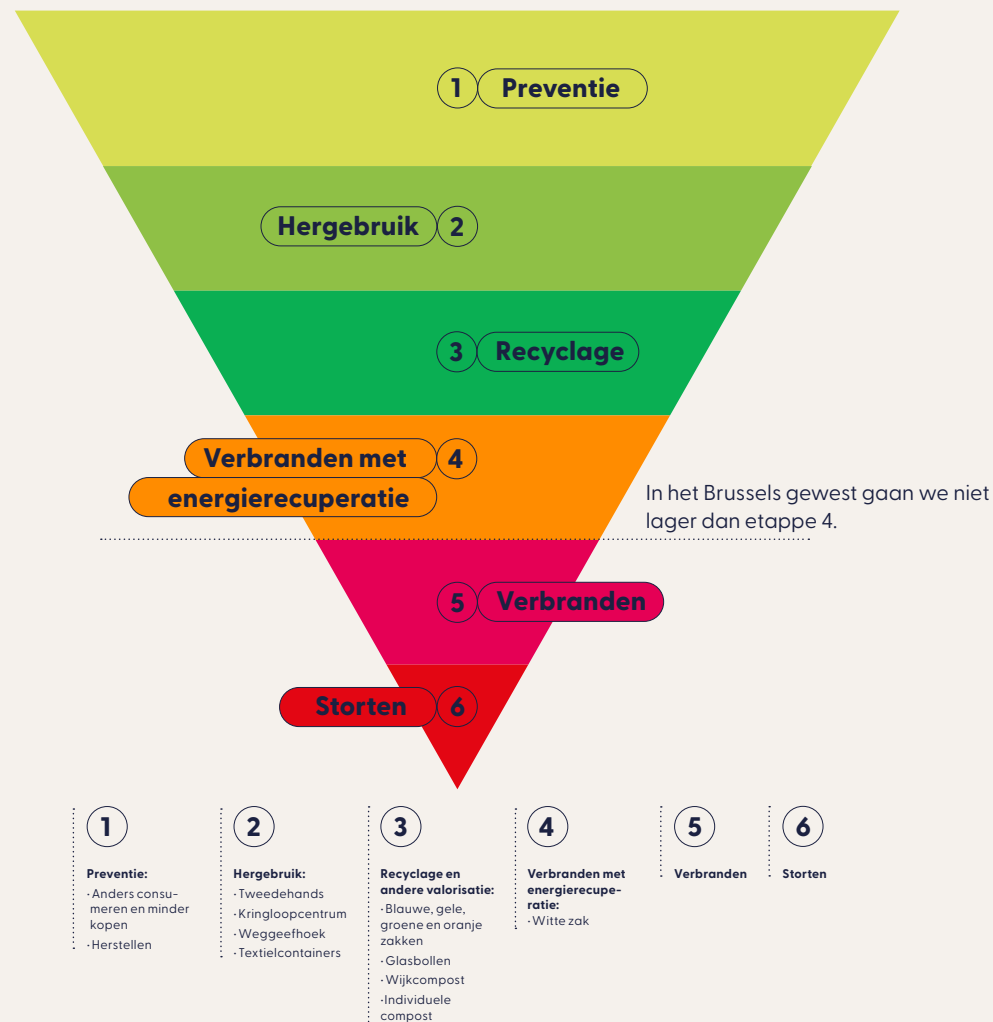 1 Preventie
Hergebruik 2
3 Recyclage
Verbranden met 4
energierecuperatie
In het Brussels gewest gaan we niet
lager dan etappe 4.
5 Verbranden
Storten 6
1
Preventie:
·Anders consu-
meren en minder
kopen
·Herstellen
2
Hergebruik:
·Tweedehands
·Kringloopcentrum
·Weggeefhoek
·Textielcontainers
3
Recyclage en
andere valorisatie:
·Blauwe, gele,
groene en oranje
zakken
·Glasbollen
·Wijkcompost
·Individuele
compost
4
Verbranden met
energierecupe-
ratie:
·Witte zak
5
Verbranden
6
Storten